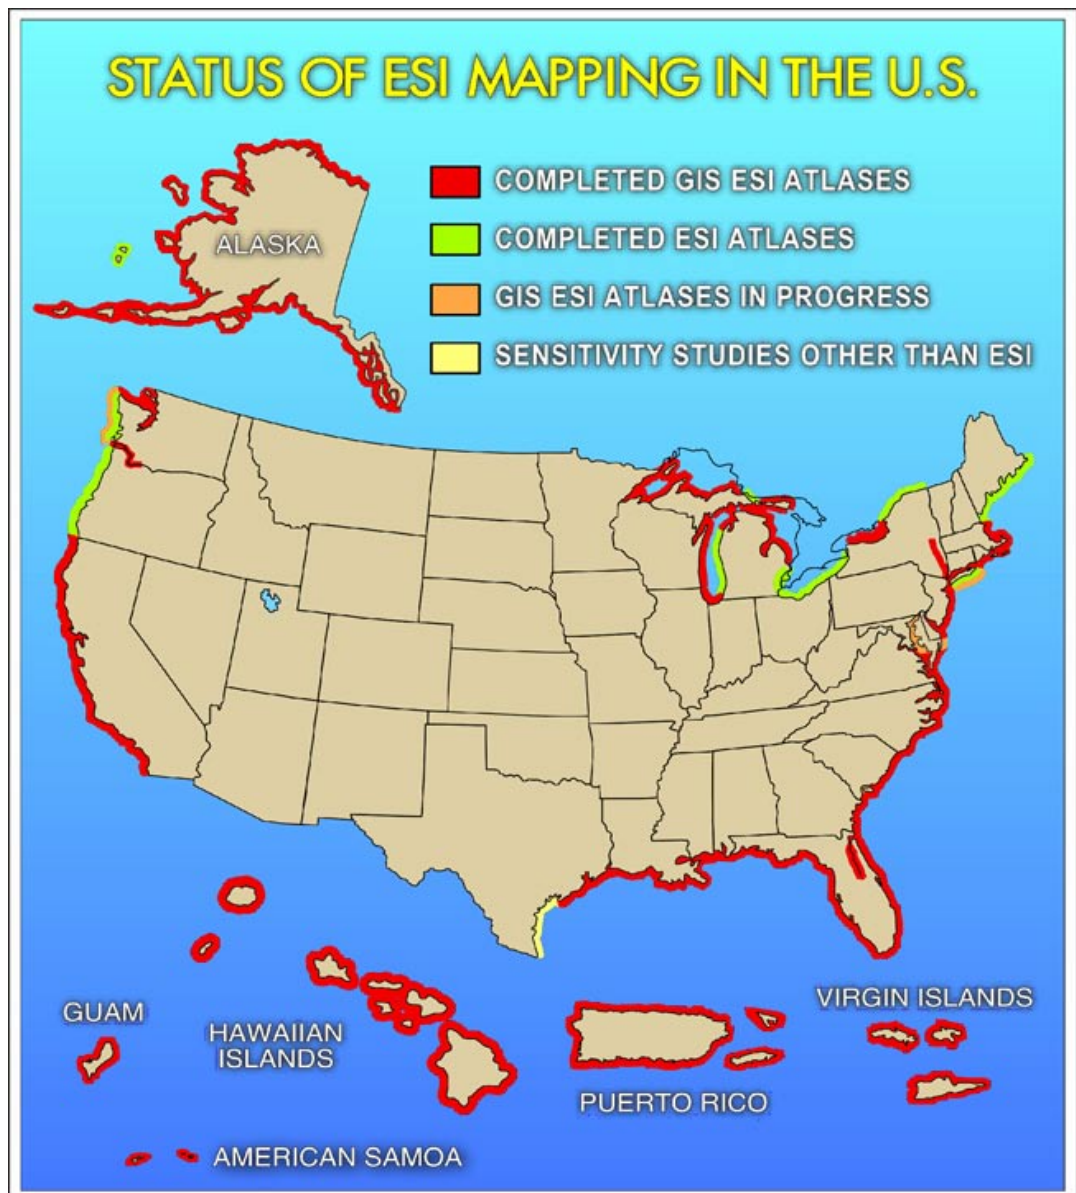 STATUS OF ESI MAPPING IN THE U.S.
COMPLETED GIS ESI ATLASES
COMPLETED ESI ATLASES
GIS ESI ATLASES IN PROGRESS
SENSITIVITY STUDIES OTHER THAN ESI
ALASKA
GUAM
HAWAIIAN
ISLANDS
PUERTO RICO
VIRGIN ISLANDS
AMERICAN SAMOA